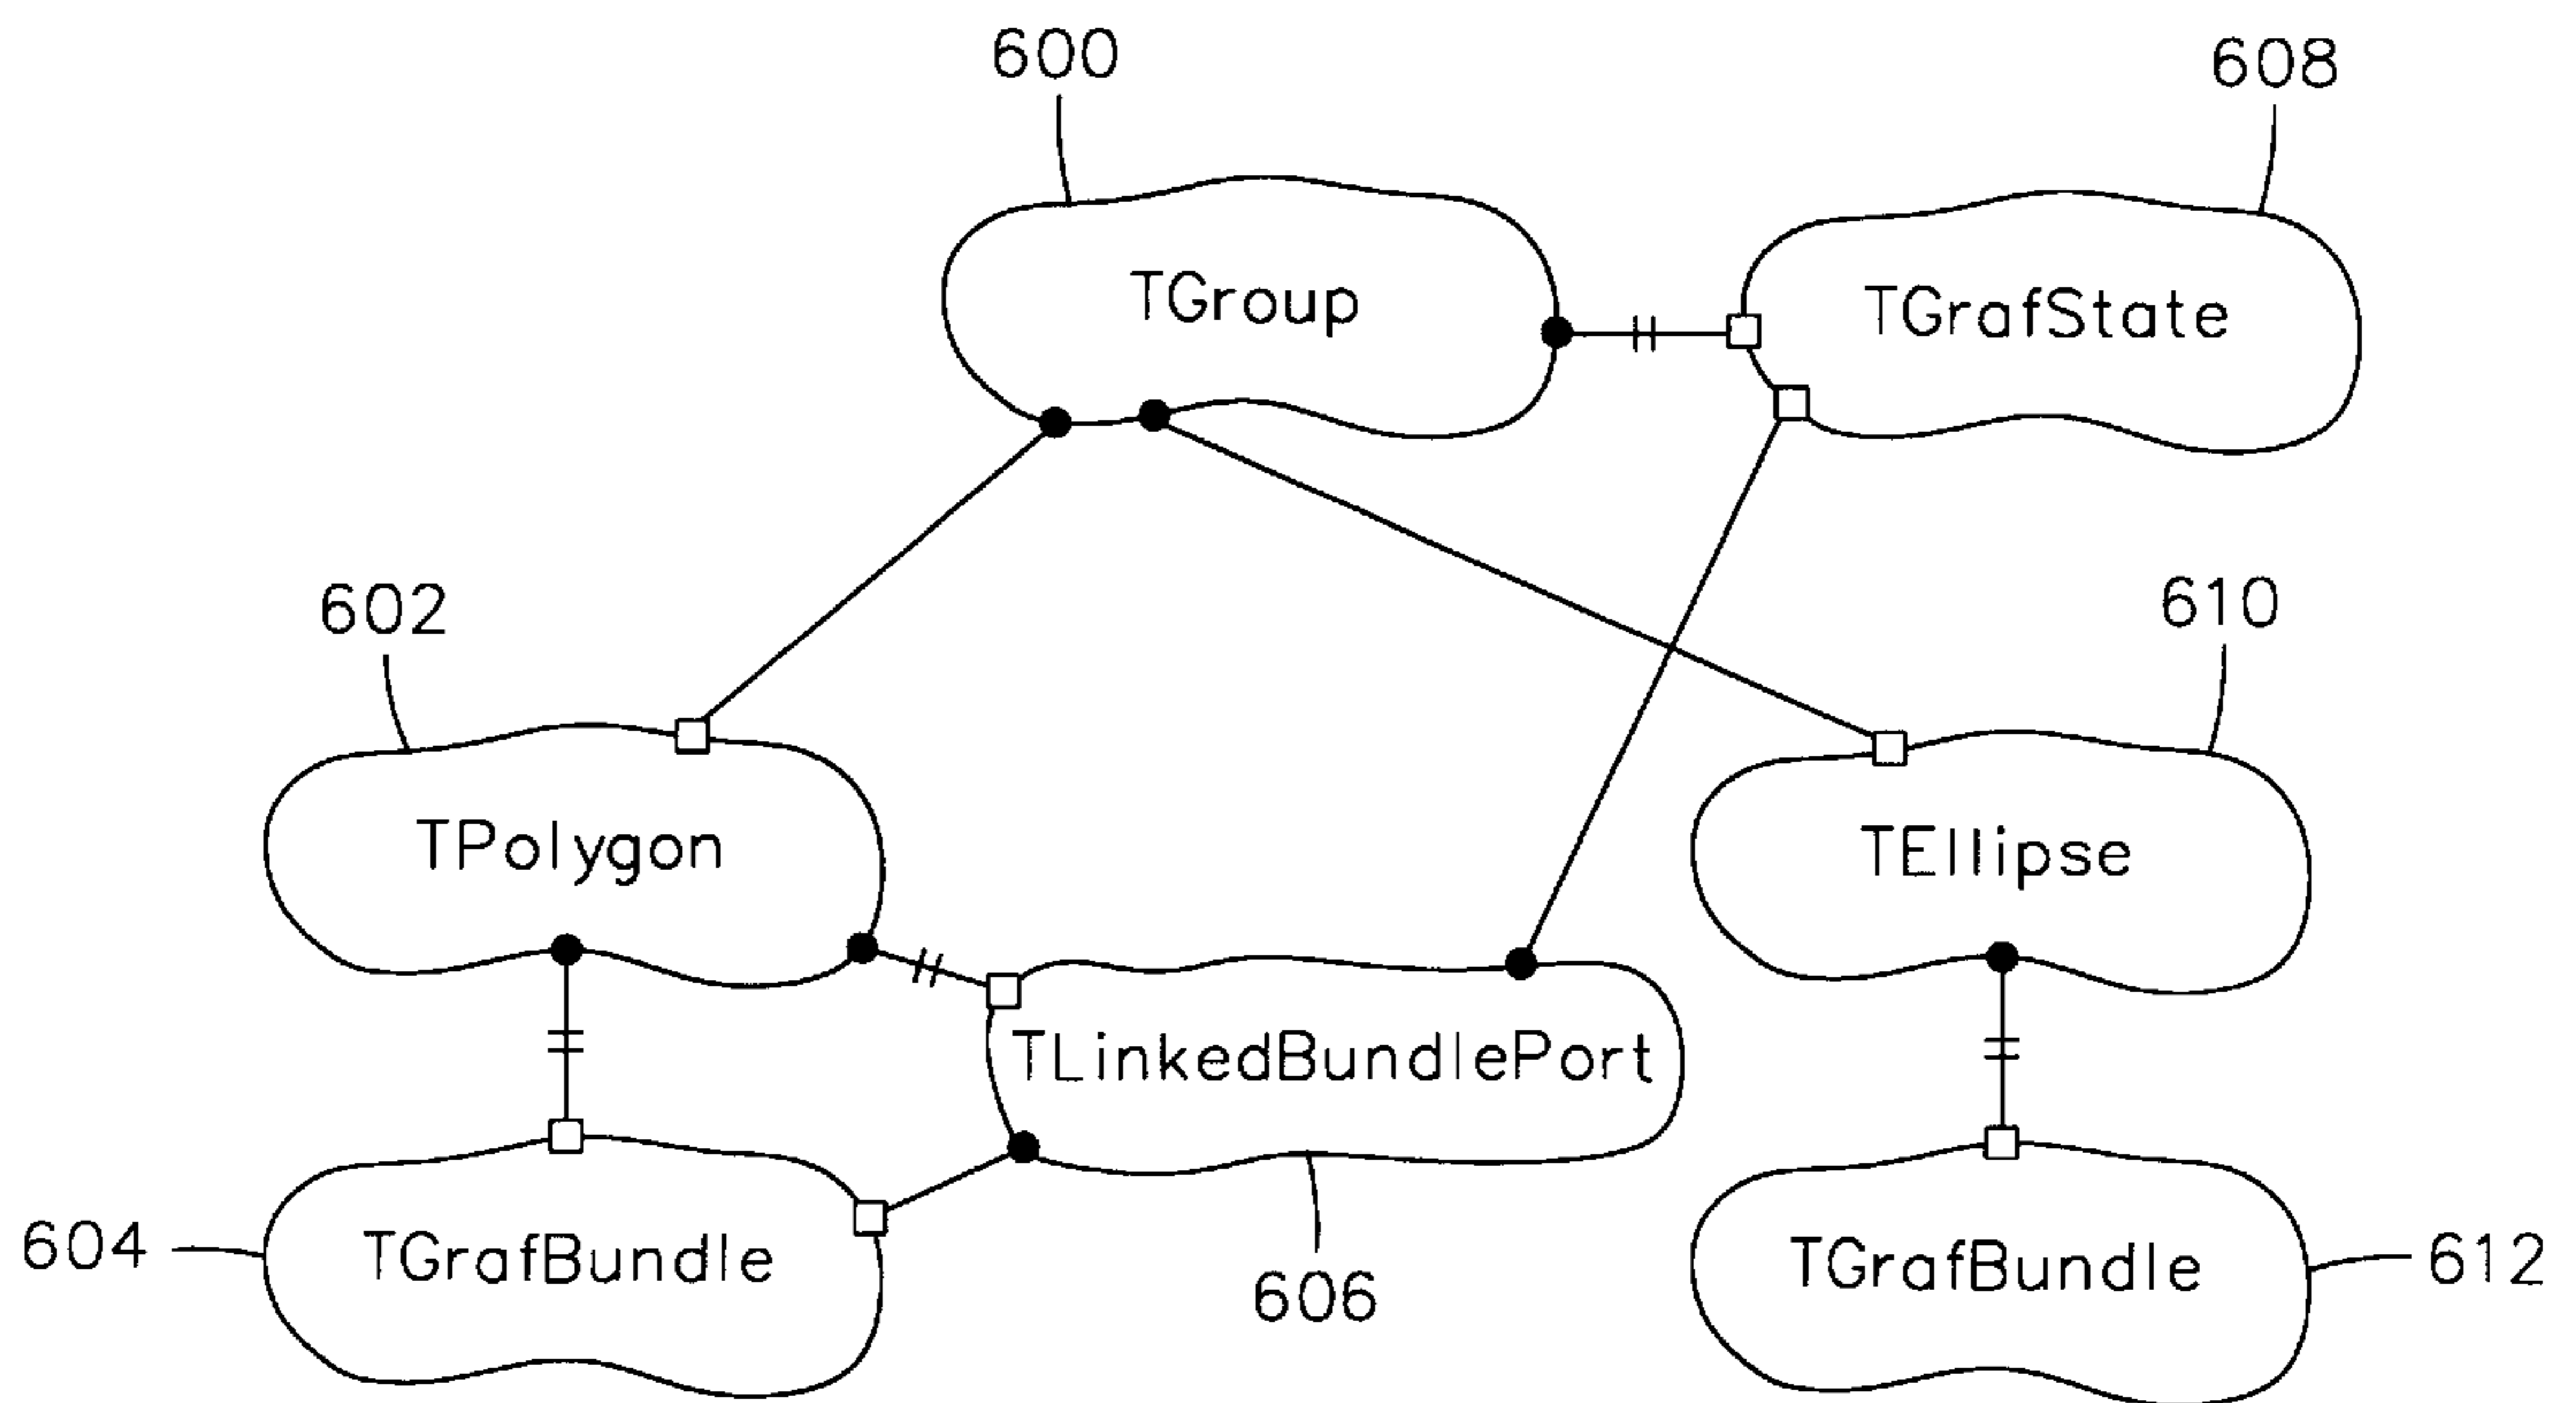 600
608
TGroup
TGrafState
602
610
TPolygon
TEllipse
TLinkedBundlePort
604
TGrafBundle
606
TGrafBundle
612